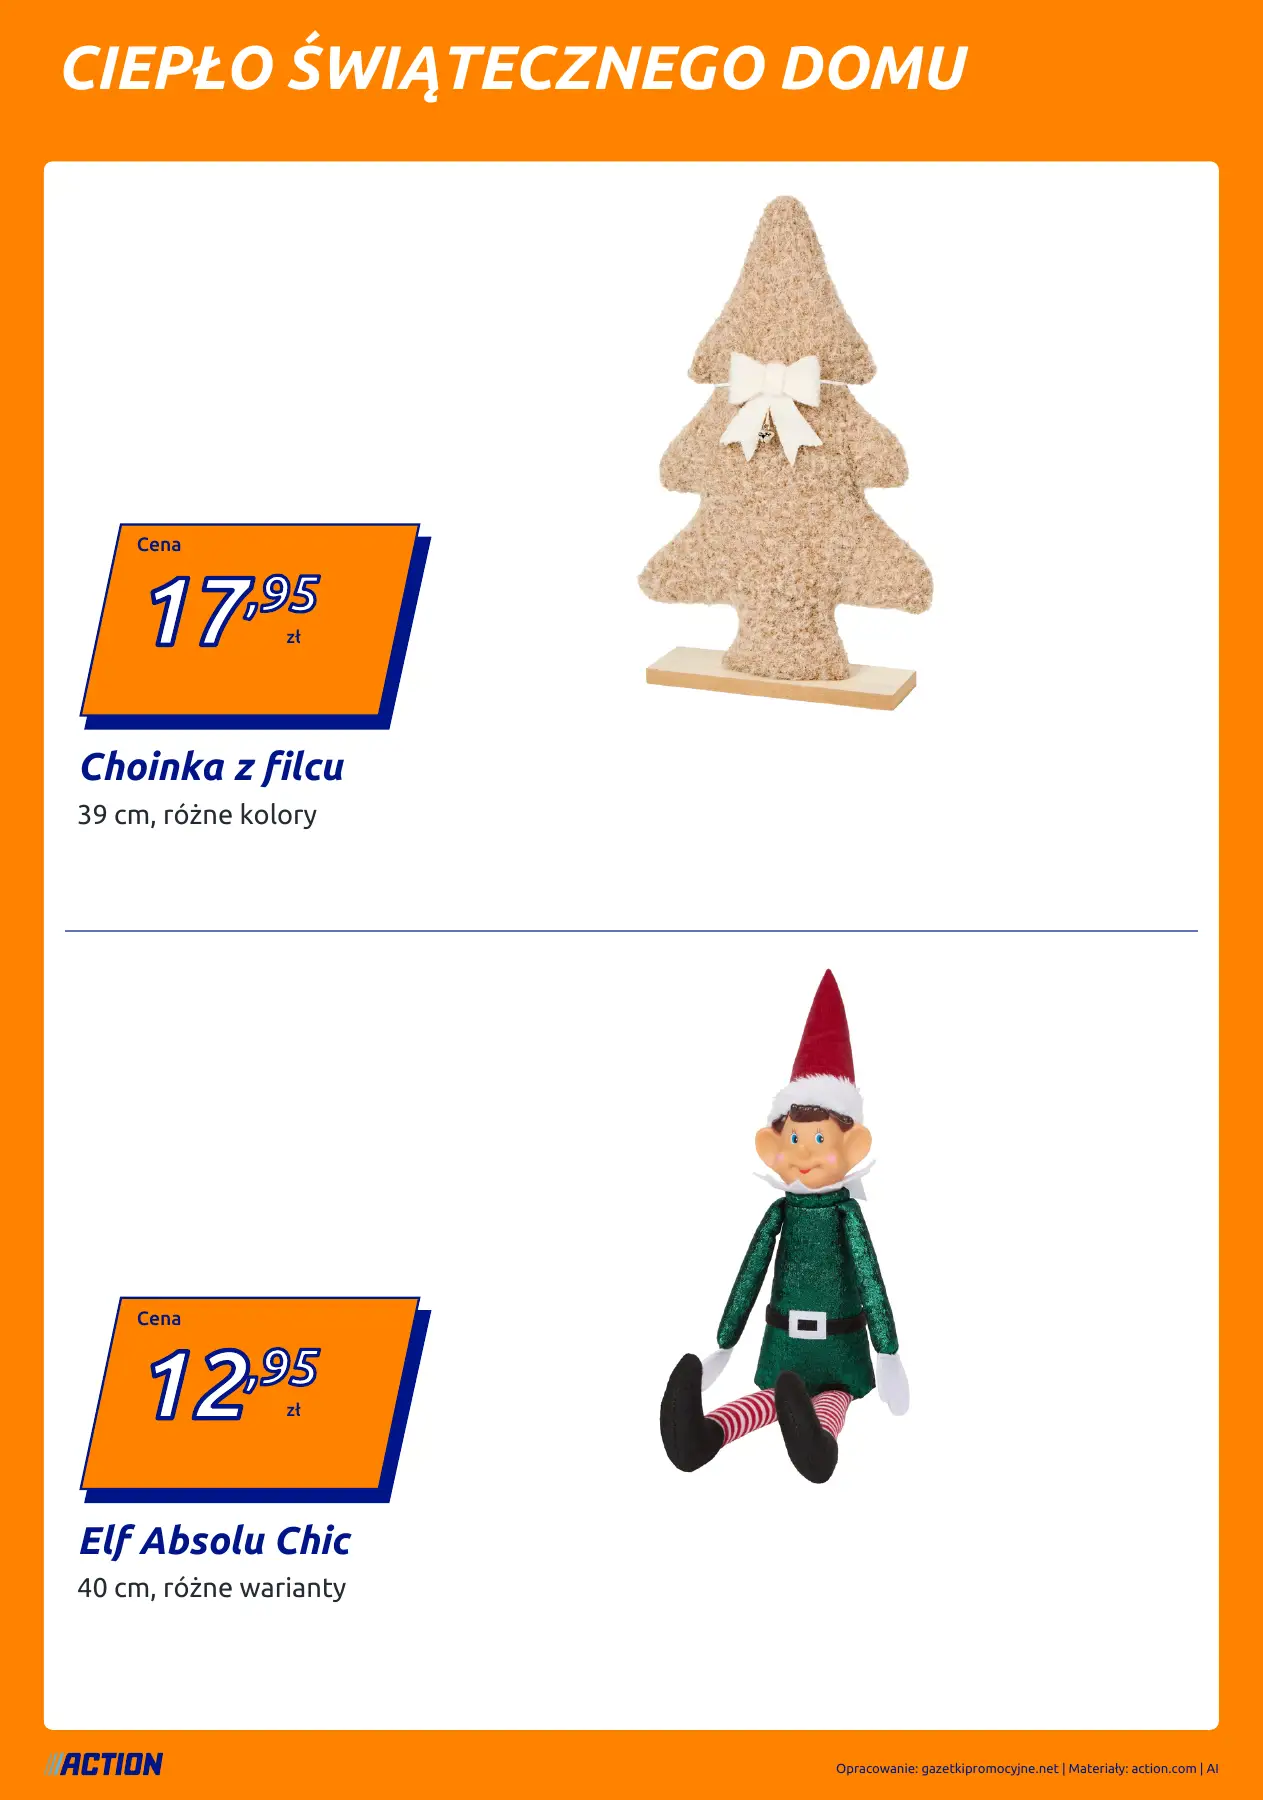 CIEPŁO ŚWIĄTECZNEGO DOMU
Cena
17,95
zł
Choinka z filcu
39 cm, różne kolory
Cena
12,95
zł
Elf Absolu Chic
40 cm, różne warianty
ACTION
Opracowanie: gazetkipromocyjne.net | Materiały: action.com | AI